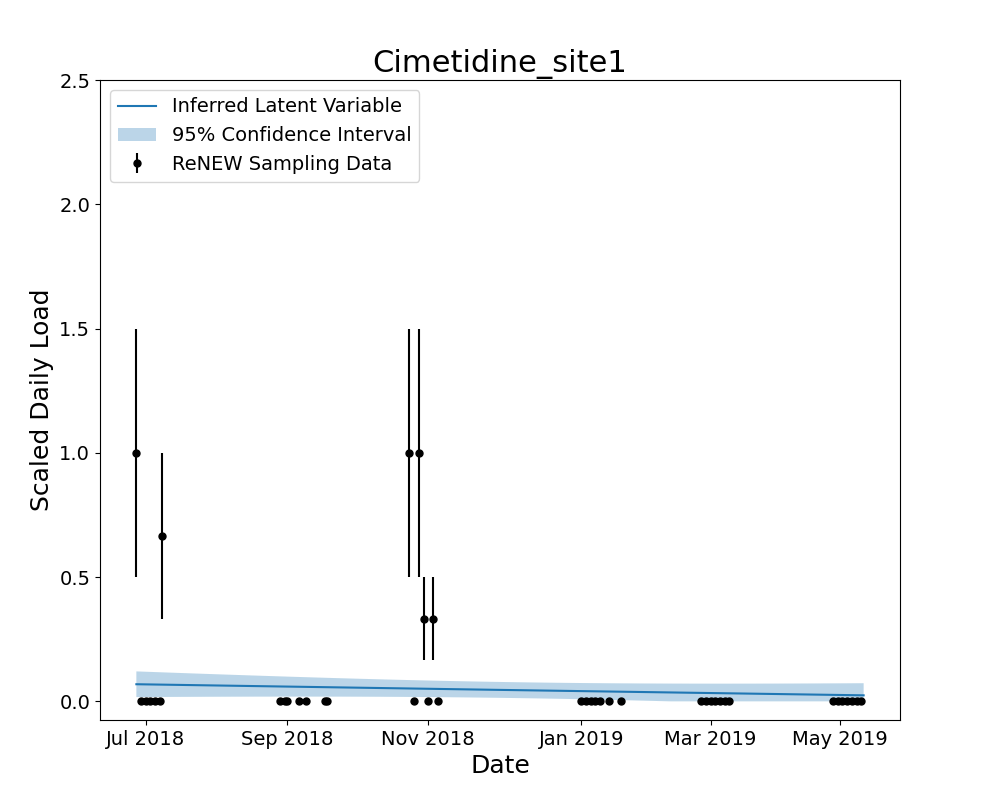 Cimetidine_site1
2.5
Inferred Latent Variable
95% Confidence Interval
ReNEW Sampling Data
2.0
1.5
1.0
0.5
0.0
Scaled Daily Load
Jul 2018 Sep 2018 Nov 2018 Jan 2019 Mar 2019 May 2019
Date